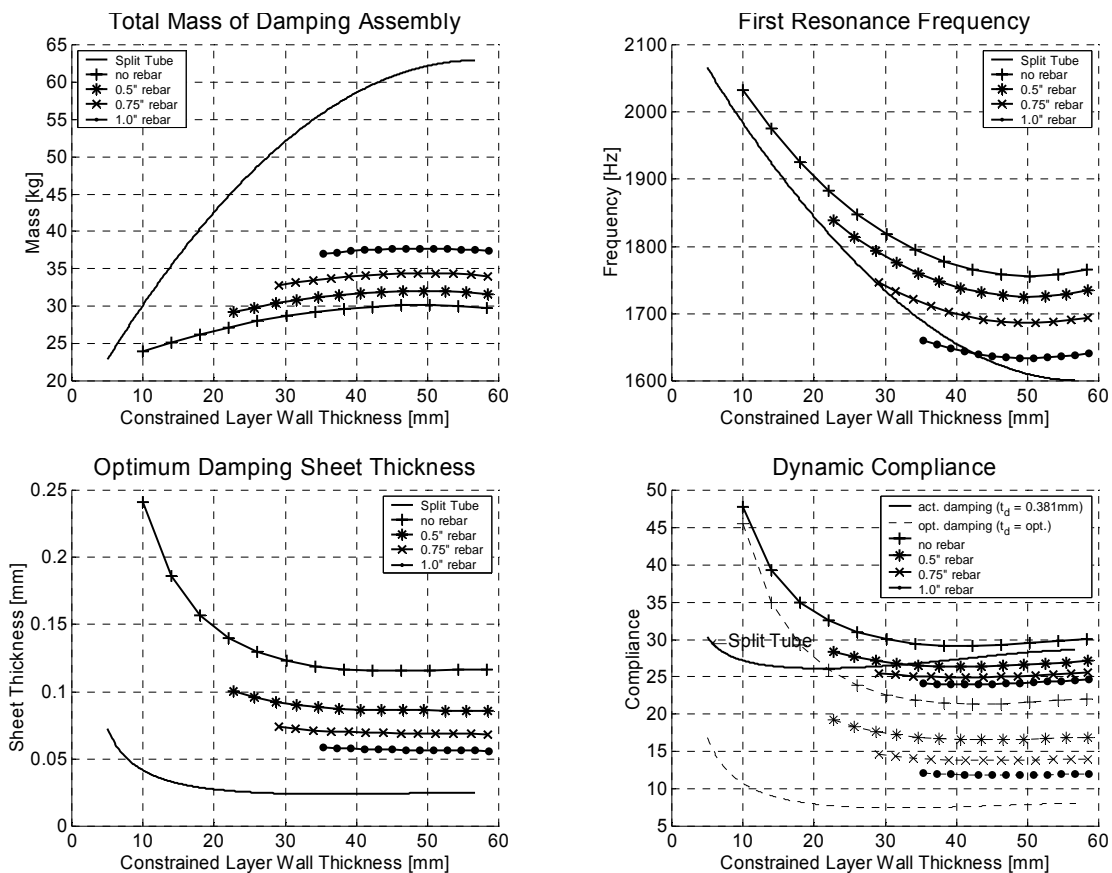 Total Mass of Damping Assembly
65
60
55
50
45
40
35
30
25
20
Mass [kg]
Split Tube
no rebar
0.5" rebar
0.75" rebar
1.0" rebar
0 10 20 30 40 50 60
Constrained Layer Wall Thickness [mm]
First Resonance Frequency
2100
2000
1900
1800
1700
1600
Frequency [Hz]
Split Tube
no rebar
0.5" rebar
0.75" rebar
1.0" rebar
0 10 20 30 40 50 60
Constrained Layer Wall Thickness [mm]
Optimum Damping Sheet Thickness
0.25
0.2
0.15
0.1
0.05
0
Sheet Thickness [mm]
Split Tube
no rebar
0.5" rebar
0.75" rebar
1.0" rebar
0 10 20 30 40 50 60
Constrained Layer Wall Thickness [mm]
Dynamic Compliance
50
45
40
35
30
25
20
15
10
5
Compliance
act. damping (t_d = 0.381mm)
opt. damping (t_d = opt.)
no rebar
0.5" rebar
0.75" rebar
1.0" rebar
Split Tube
0 10 20 30 40 50 60
Constrained Layer Wall Thickness [mm]